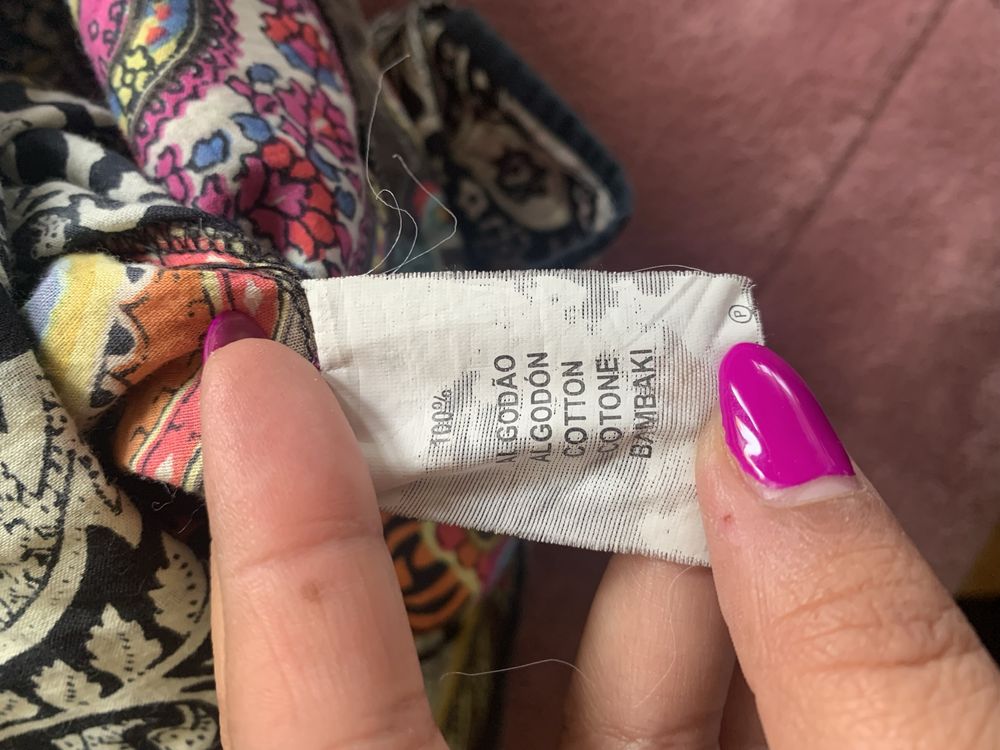 100%
ALGODÃO
ALGODÓN
COTTON
COTONE
BAMBAKI
P